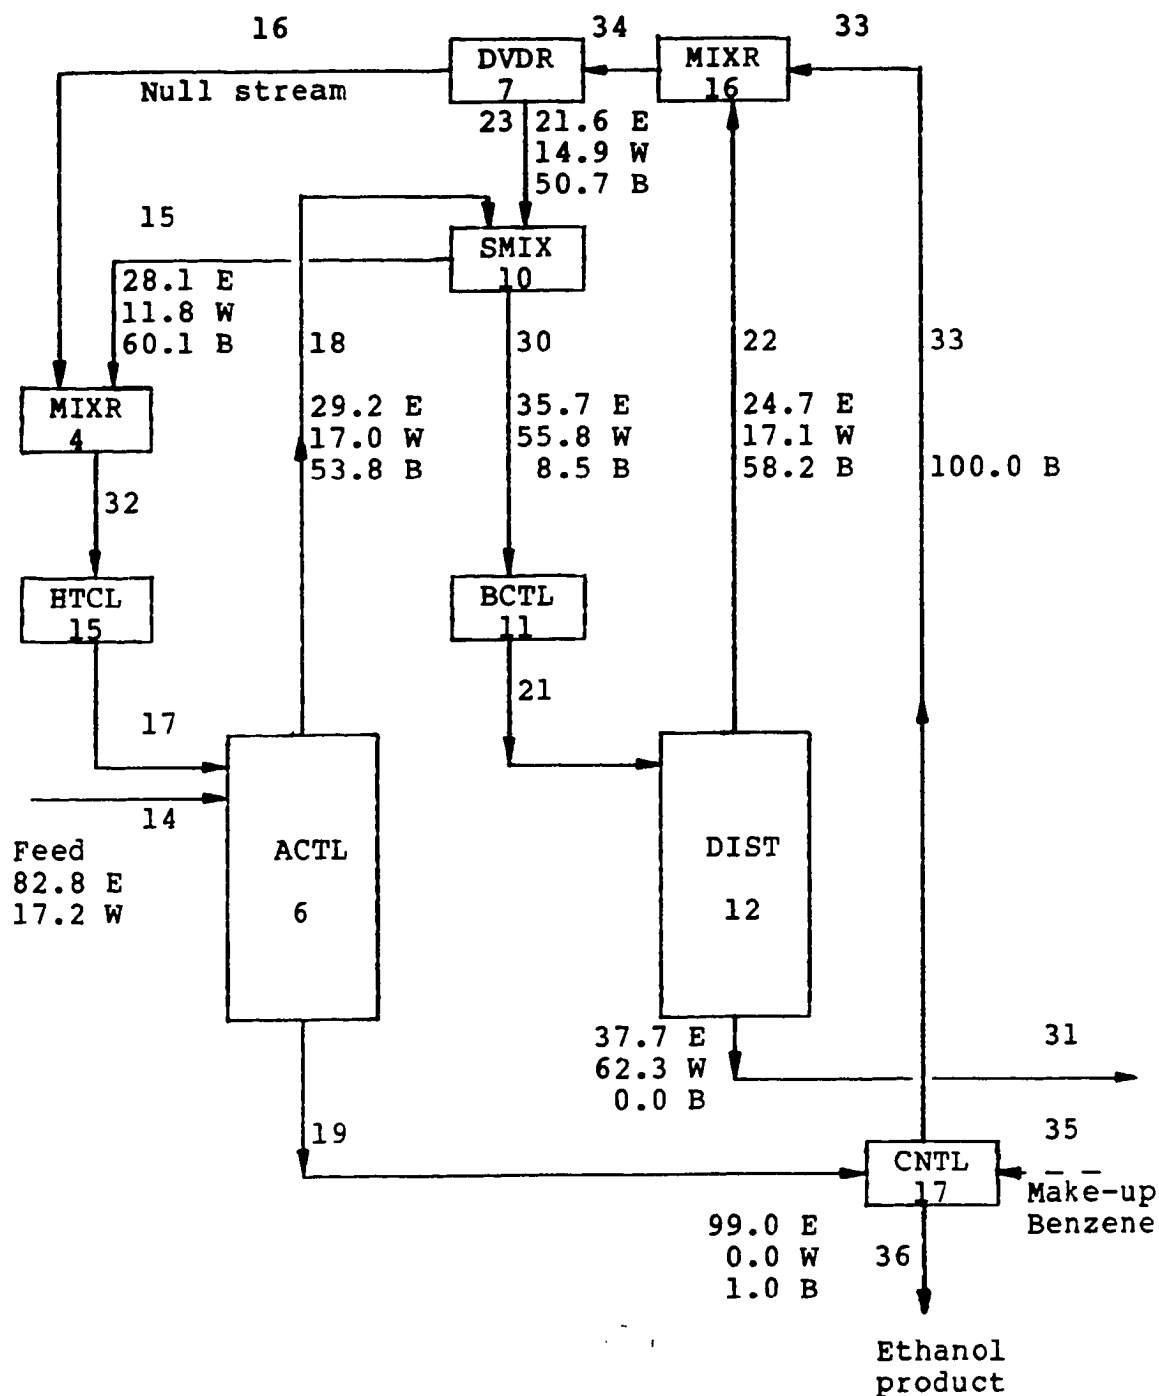 16
34
33
DVDR
7
MIXR
16
Null stream
23
21.6 E
14.9 W
50.7 B
15
SMIX
10
28.1 E
11.8 W
60.1 B
18
30
22
33
MIXR
4
29.2 E
17.0 W
53.8 B
35.7 E
55.8 W
8.5 B
24.7 E
17.1 W
58.2 B
100.0 B
32
HTCL
15
BCTL
11
21
17
14
Feed
82.8 E
17.2 W
ACTL
6
DIST
12
37.7 E
62.3 W
0.0 B
31
19
35
CNTL
17
Make-up
Benzene
99.0 E
0.0 W
1.0 B
36
Ethanol
product